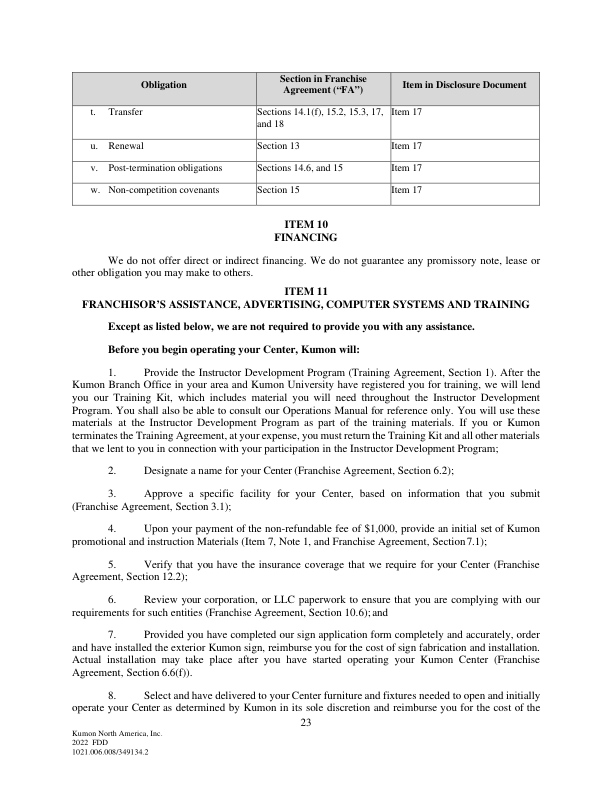 Obligation
Section in Franchise
Agreement (“FA”)
Item in Disclosure Document
t. Transfer
Sections 14.1(f), 15.2, 15.3, 17,
and 18
Item 17
u. Renewal
Section 13
Item 17
v. Post-termination obligations
Sections 14.6, and 15
Item 17
w. Non-competition covenants
Section 15
Item 17
ITEM 10
FINANCING
We do not offer direct or indirect financing. We do not guarantee any promissory note, lease or
other obligation you may make to others.
ITEM 11
FRANCHISOR’S ASSISTANCE, ADVERTISING, COMPUTER SYSTEMS AND TRAINING
Except as listed below, we are not required to provide you with any assistance.
Before you begin operating your Center, Kumon will:
1. Provide the Instructor Development Program (Training Agreement, Section 1). After the
Kumon Branch Office in your area and Kumon University have registered you for training, we will lend
you our Training Kit, which includes material you will need throughout the Instructor Development
Program. You shall also be able to consult our Operations Manual for reference only. You will use these
materials at the Instructor Development Program as part of the training materials. If you or Kumon
terminates the Training Agreement, at your expense, you must return the Training Kit and all other materials
that we lent to you in connection with your participation in the Instructor Development Program;
2. Designate a name for your Center (Franchise Agreement, Section 6.2);
3. Approve a specific facility for your Center, based on information that you submit
(Franchise Agreement, Section 3.1);
4. Upon your payment of the non-refundable fee of $1,000, provide an initial set of Kumon
promotional and instruction Materials (Item 7, Note 1, and Franchise Agreement, Section 7.1);
5. Verify that you have the insurance coverage that we require for your Center (Franchise
Agreement, Section 12.2);
6. Review your corporation, or LLC paperwork to ensure that you are complying with our
requirements for such entities (Franchise Agreement, Section 10.6); and
7. Provided you have completed our sign application form completely and accurately, order
and have installed the exterior Kumon sign, reimburse you for the cost of sign fabrication and installation.
Actual installation may take place after you have started operating your Kumon Center (Franchise
Agreement, Section 6.6(f)).
8. Select and have delivered to your Center furniture and fixtures needed to open and initially
operate your Center as determined by Kumon in its sole discretion and reimburse you for the cost of the
23
Kumon North America, Inc.
2022 FDD
1021.006.008/349134.2